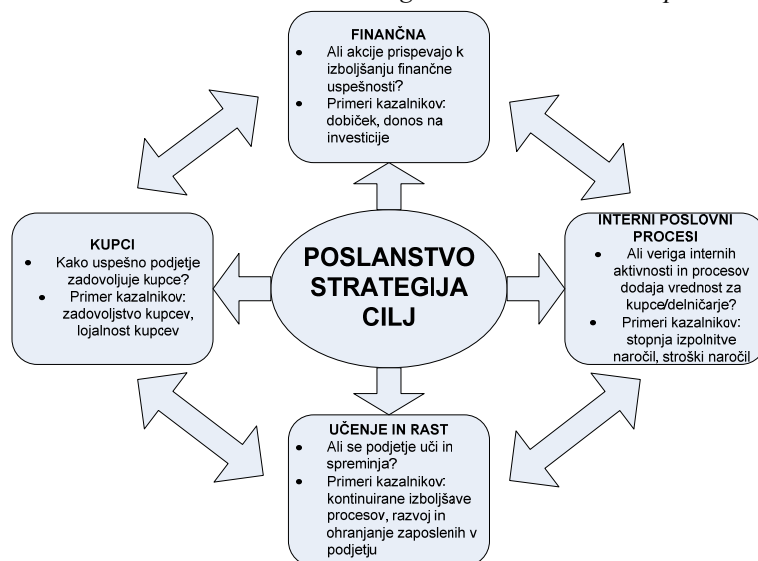 FINANČNA
• Ali akcije prispevajo k
izboljšanju finančne
uspešnosti?
• Primeri kazalnikov:
dobiček, donos na
investicije
KUPCI
• Kako uspešno podjetje
zadovoljuje kupce?
• Primer kazalnikov:
zadovoljstvo kupcev,
lojalnost kupcev
POSLANSTVO
STRATEGIJA
CILJ
INTERNI POSLOVNI
PROCESI
• Ali veriga internih
aktivnosti in procesov
dodaja vrednost za
kupce/delničarje?
• Primeri kazalnikov:
stopnja izpolnitve
naročil, stroški naročil
UČENJE IN RAST
• Ali se podjetje uči in
spreminja?
• Primeri kazalnikov:
kontinuirane izboljšave
procesov, razvoj in
ohranjanje zaposlenih v
podjetju